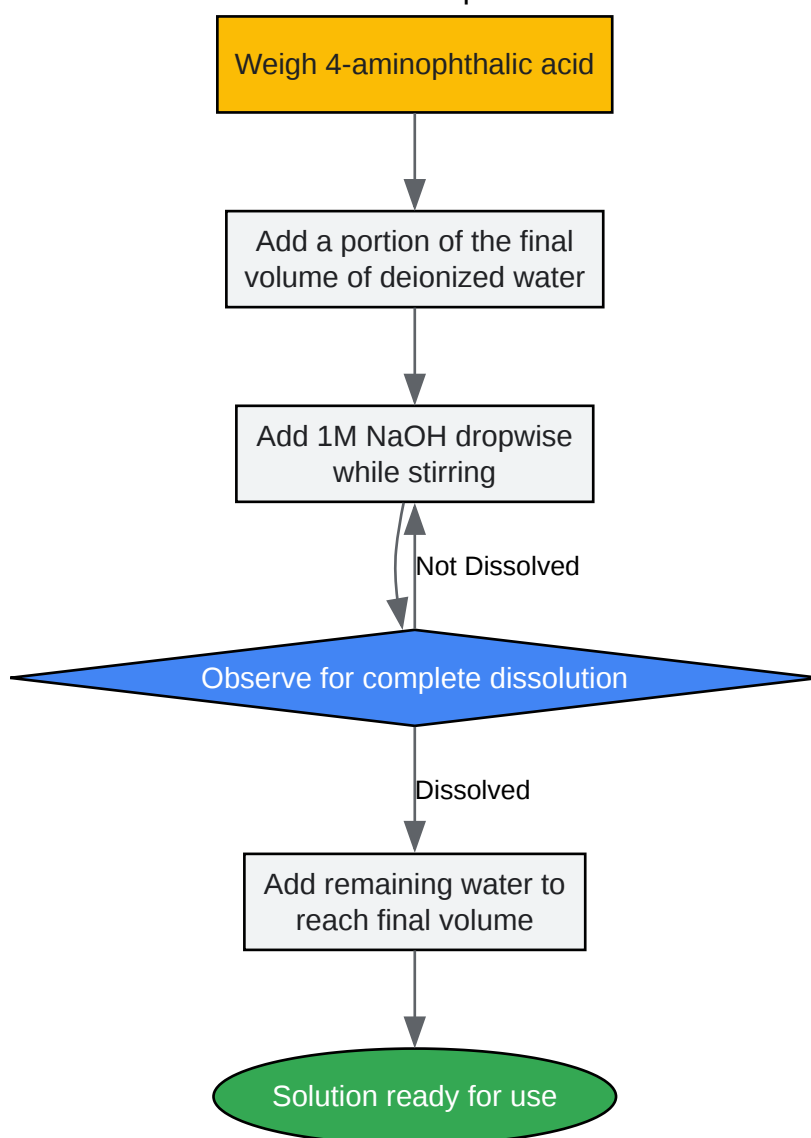 Weigh 4-aminophthalic acid
Add a portion of the final
volume of deionized water
Add 1M NaOH dropwise
while stirring
Not Dissolved
Observe for complete dissolution
Dissolved
Add remaining water to
reach final volume
Solution ready for use